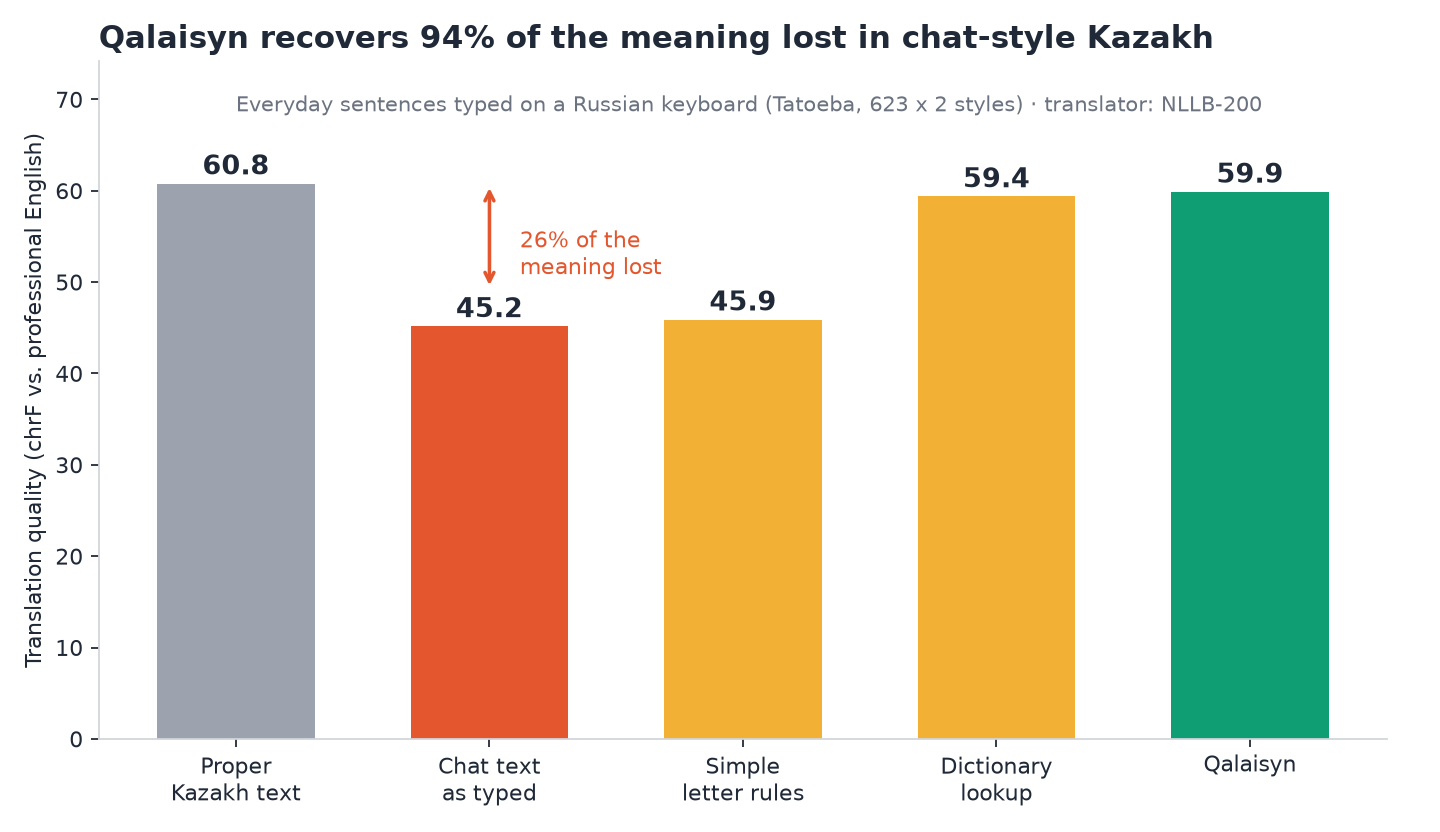 Qalaisyn recovers 94% of the meaning lost in chat-style Kazakh
Everyday sentences typed on a Russian keyboard (Tatoeba, 623 x 2 styles) · translator: NLLB-200
Translation quality (chrF vs. professional English)
70
60
50
40
30
20
10
0
60.8
45.2
45.9
59.4
59.9
26% of the
meaning lost
Proper
Kazakh text
Chat text
as typed
Simple
letter rules
Dictionary
lookup
Qalaisyn